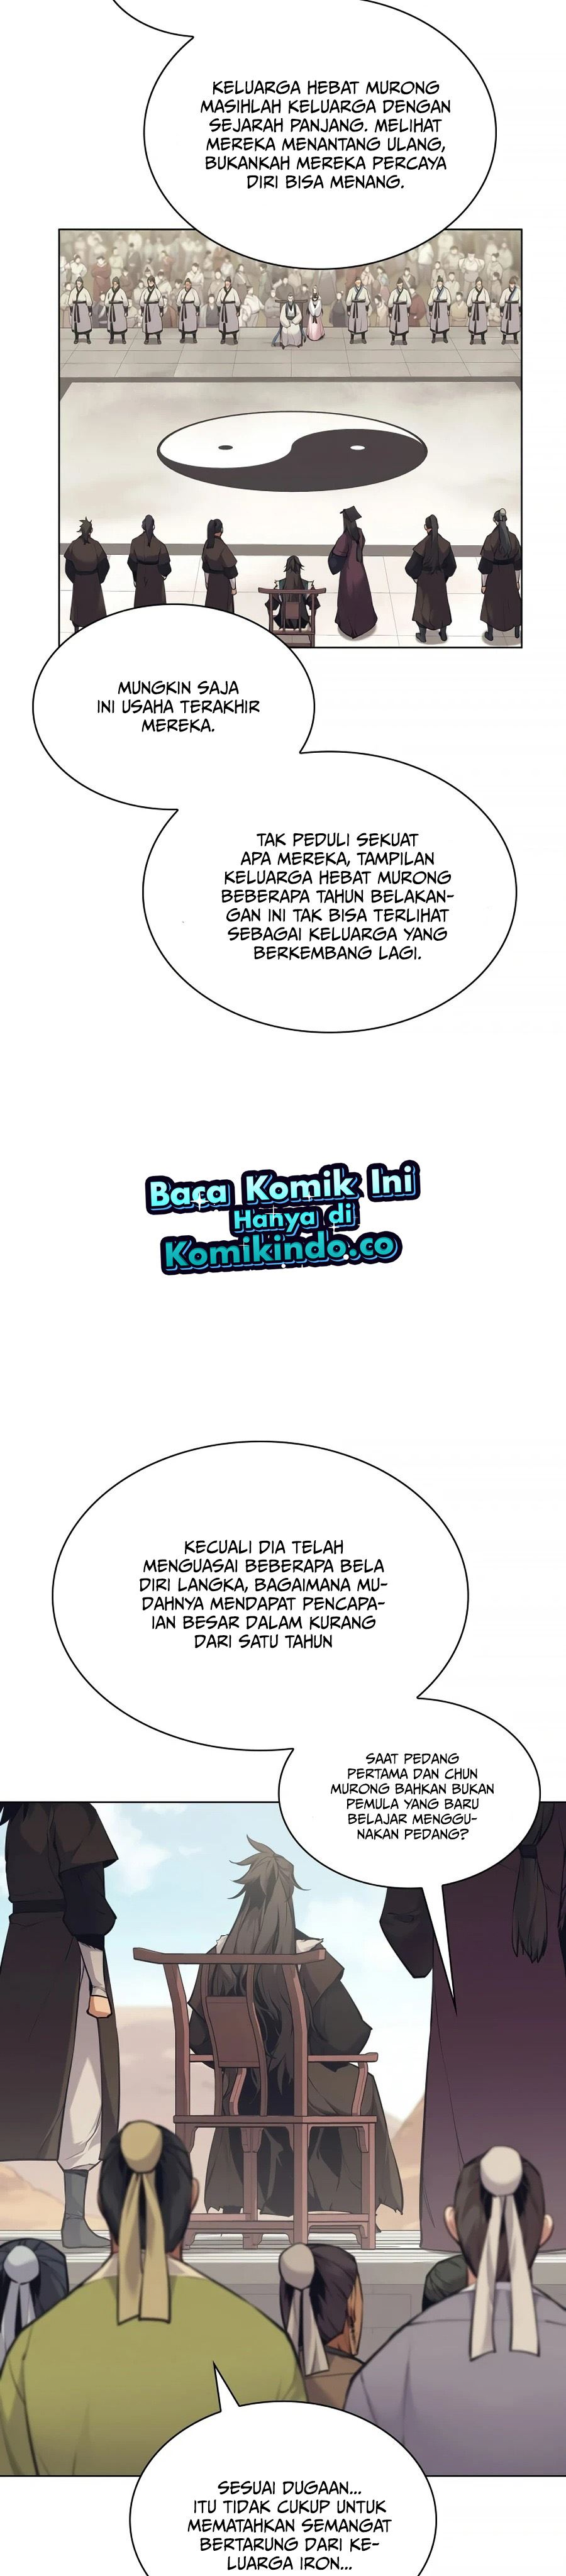 KELUARGA HEBAT MURONG
MASIHLAH KELUARGA DENGAN
SEJARAH PANJANG. MELIHAT
MEREKA MENANTANG ULANG,
BUKANKAH MEREKA PERCAYA
DIRI BISA MENANG.
MUNGKIN SAJA
INI USAHA TERAKHIR
MEREKA.
TAK PEDULI SEKUAT
APA MEREKA, TAMPILAN
KELUARGA HEBAT MURONG
BEBERAPA TAHUN BELAKAN-
GAN INI TAK BISA TERLIHAT
SEBAGAI KELUARGA YANG
BERKEMBANG LAGI.
Baca Komik Ini
Hanya di
Komikindo.co
KECUALI DIA TELAH
MENGUASAI BEBERAPA BELA
DIRI LANGKA, BAGAIMANA MU-
DAHNYA MENDAPAT PENCAPA-
IAN BESAR DALAM KURANG
DARI SATU TAHUN
SAAT PEDANG
PERTAMA DAN CHUN
MURONG BAHKAN BUKAN
PEMULA YANG BARU
BELAJAR MENGGU-
NAKAN PEDANG?
SESUAI DUGAAN...
ITU TIDAK CUKUP UNTUK
MEMATAHKAN SEMANGAT
BERTARUNG DARI KE-
LUARGA IRON...